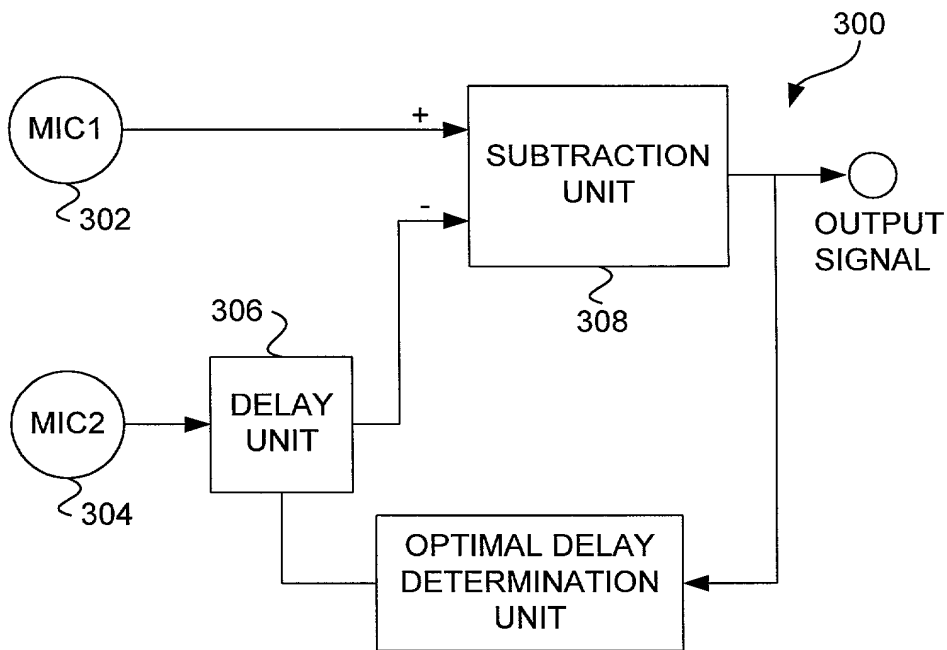 300
MIC1
+
SUBTRACTION
UNIT
302
-
OUTPUT
SIGNAL
306
308
MIC2
DELAY
UNIT
304
OPTIMAL DELAY
DETERMINATION
UNIT